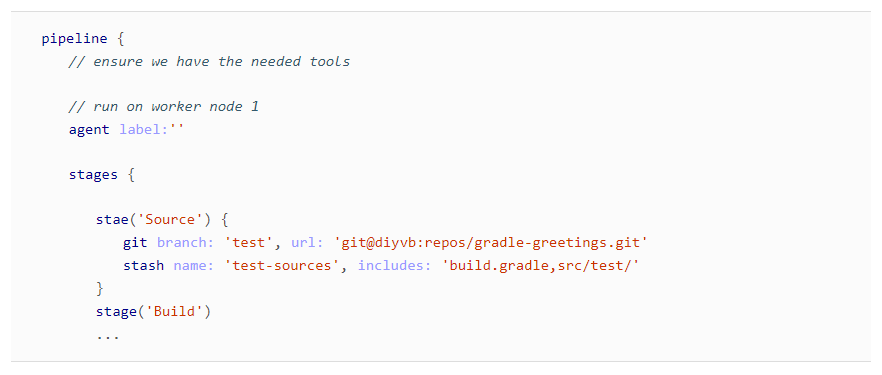 pipeline {
// ensure we have the needed tools
// run on worker node 1
agent label:''
stages {
stae('Source') {
git branch: 'test', url: 'git@diyvb:repos/gradle-greetings.git'
stash name: 'test-sources', includes: 'build.gradle,src/test/'
}
stage('Build')
...